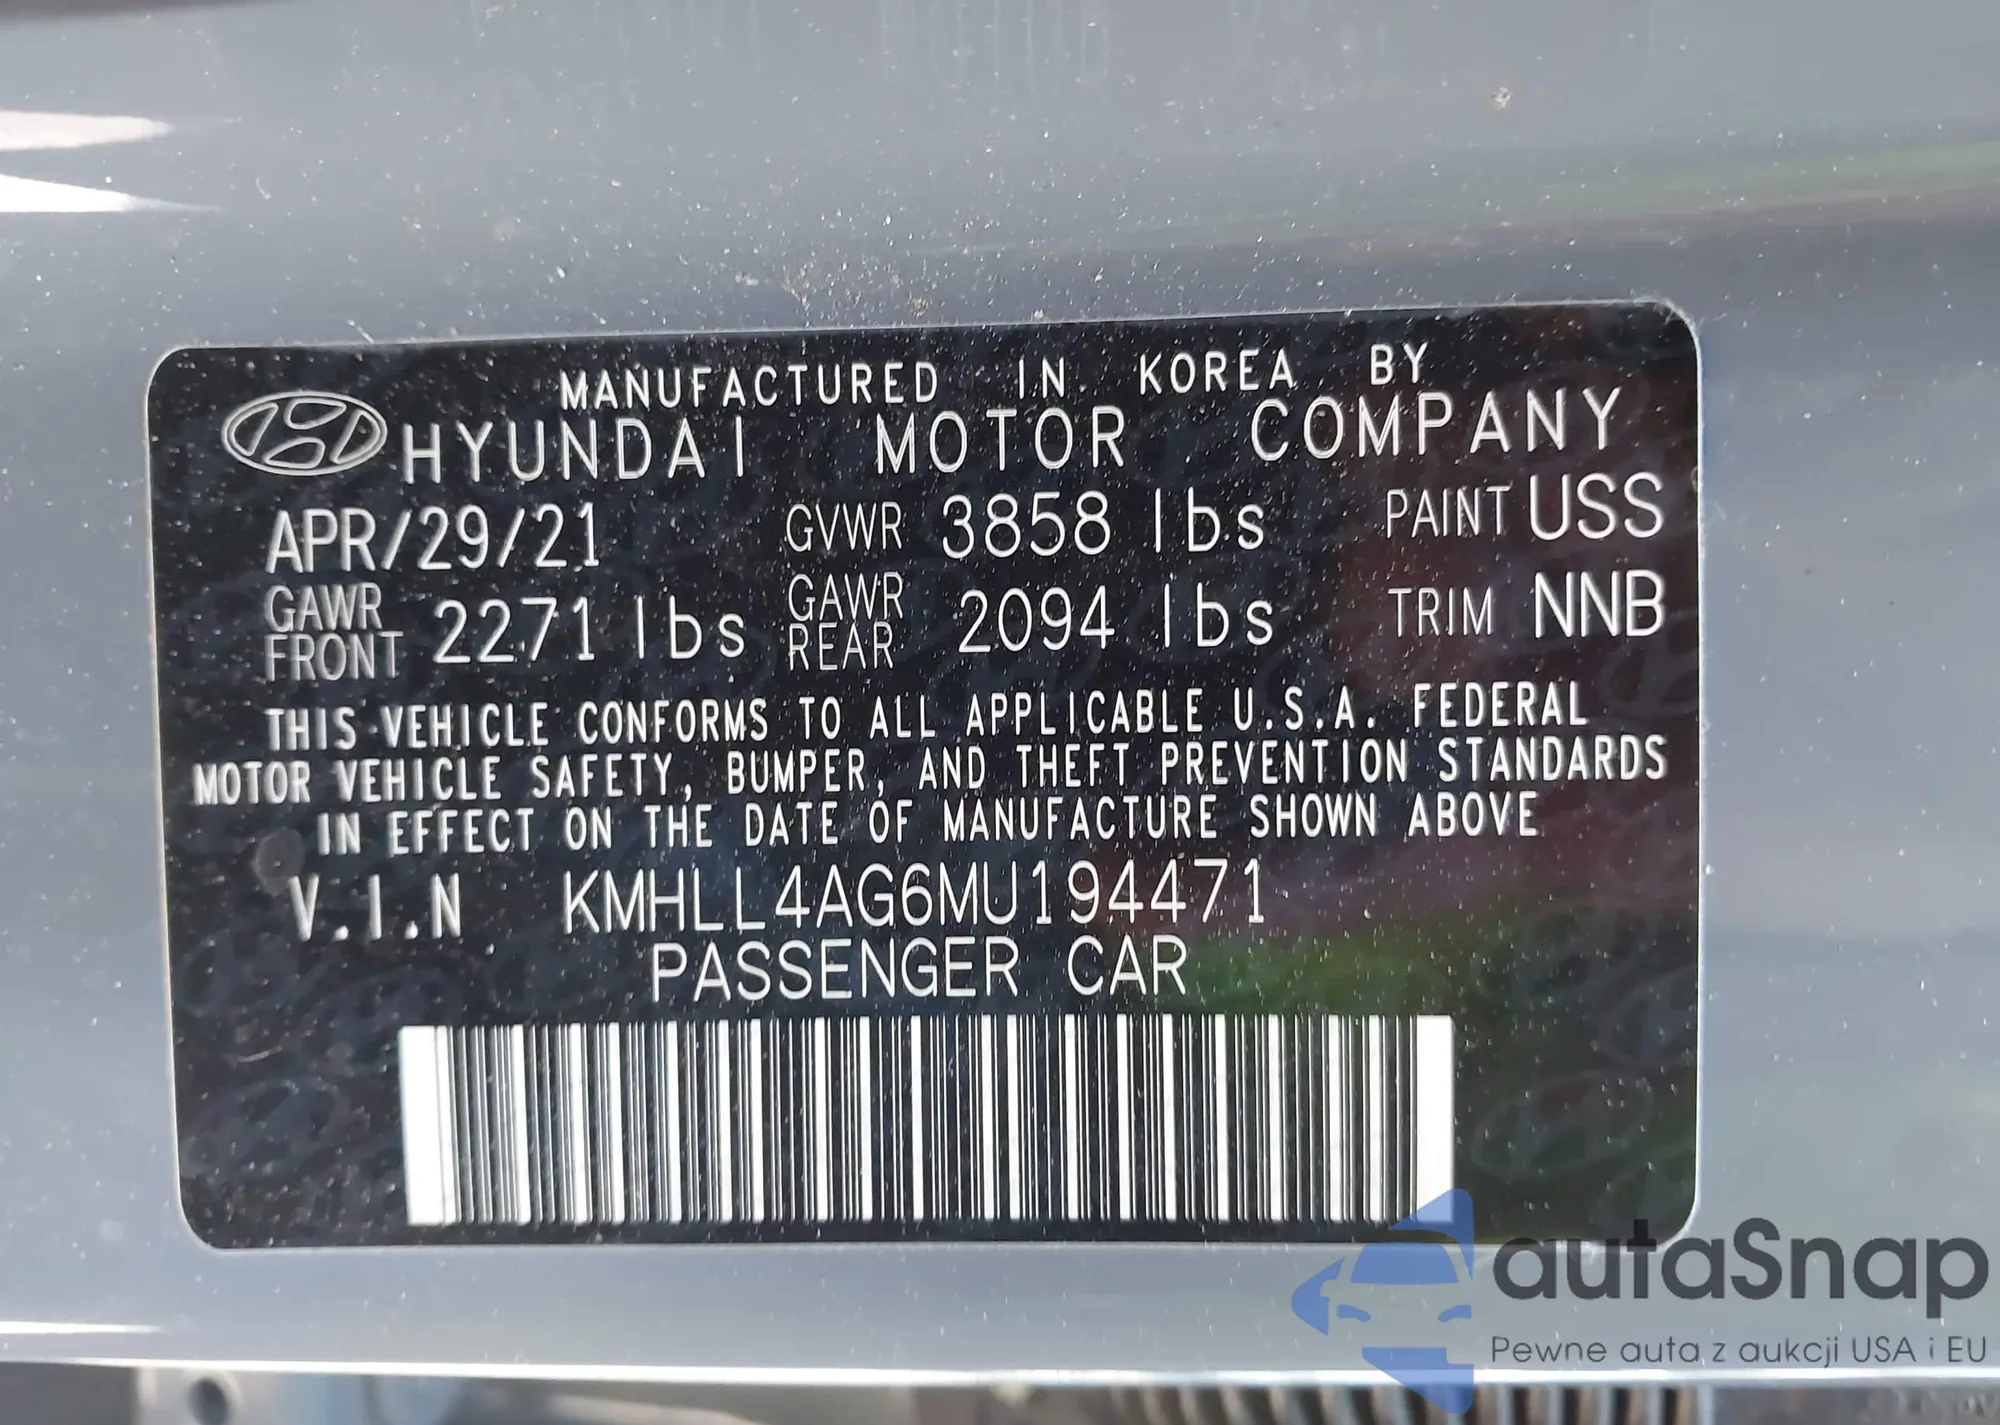 MANUFACTURED IN KOREA BY
HYUNDAI MOTOR COMPANY
APR/29/21 GVWR 3858 lbs PAINT USS
GAWR FRONT 2271 lbs GAWR REAR 2094 lbs TRIM NNB
THIS VEHICLE CONFORMS TO ALL APPLICABLE U.S.A. FEDERAL
MOTOR VEHICLE SAFETY, BUMPER, AND THEFT PREVENTION STANDARDS
IN EFFECT ON THE DATE OF MANUFACTURE SHOWN ABOVE
V.I.N KMHLL4AG6MU194471
PASSENGER CAR
autaSnap
Pewne auta z aukcji USA i EU